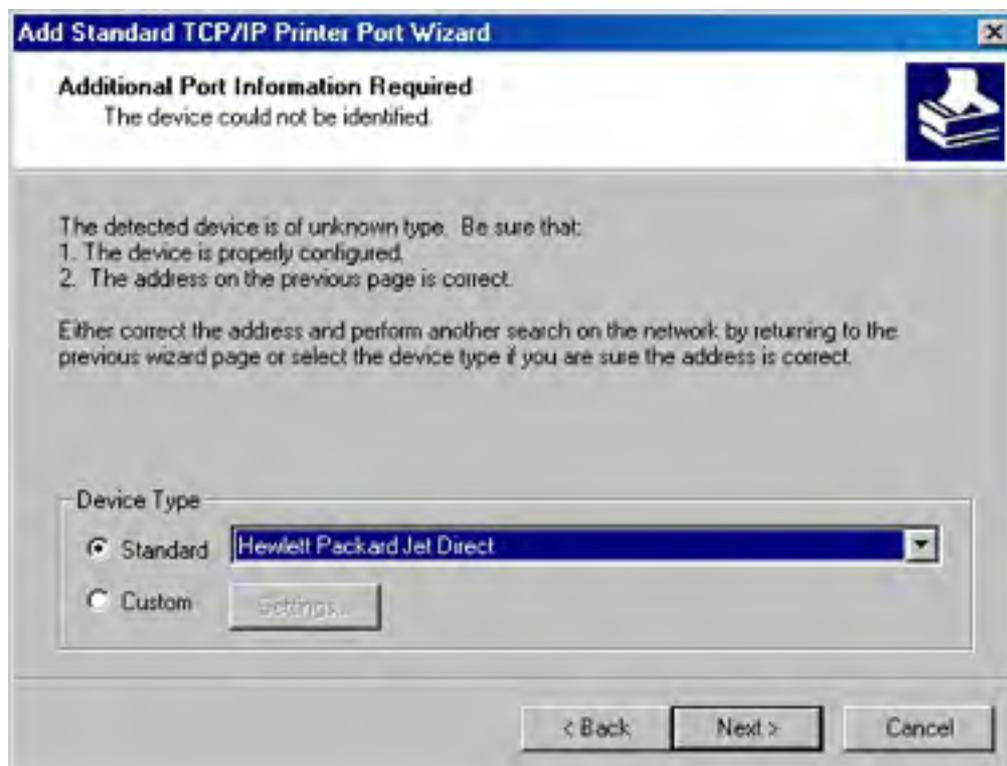 Add Standard TCP/IP Printer Port Wizard
Additional Port Information Required
The device could not be identified.
The detected device is of unknown type. Be sure that:
1. The device is properly configured.
2. The address on the previous page is correct.
Either correct the address and perform another search on the network by returning to the
previous wizard page or select the device type if you are sure the address is correct.
Device Type
Standard Hewlett Packard Jet Direct
Custom Settings...
< Back Next > Cancel